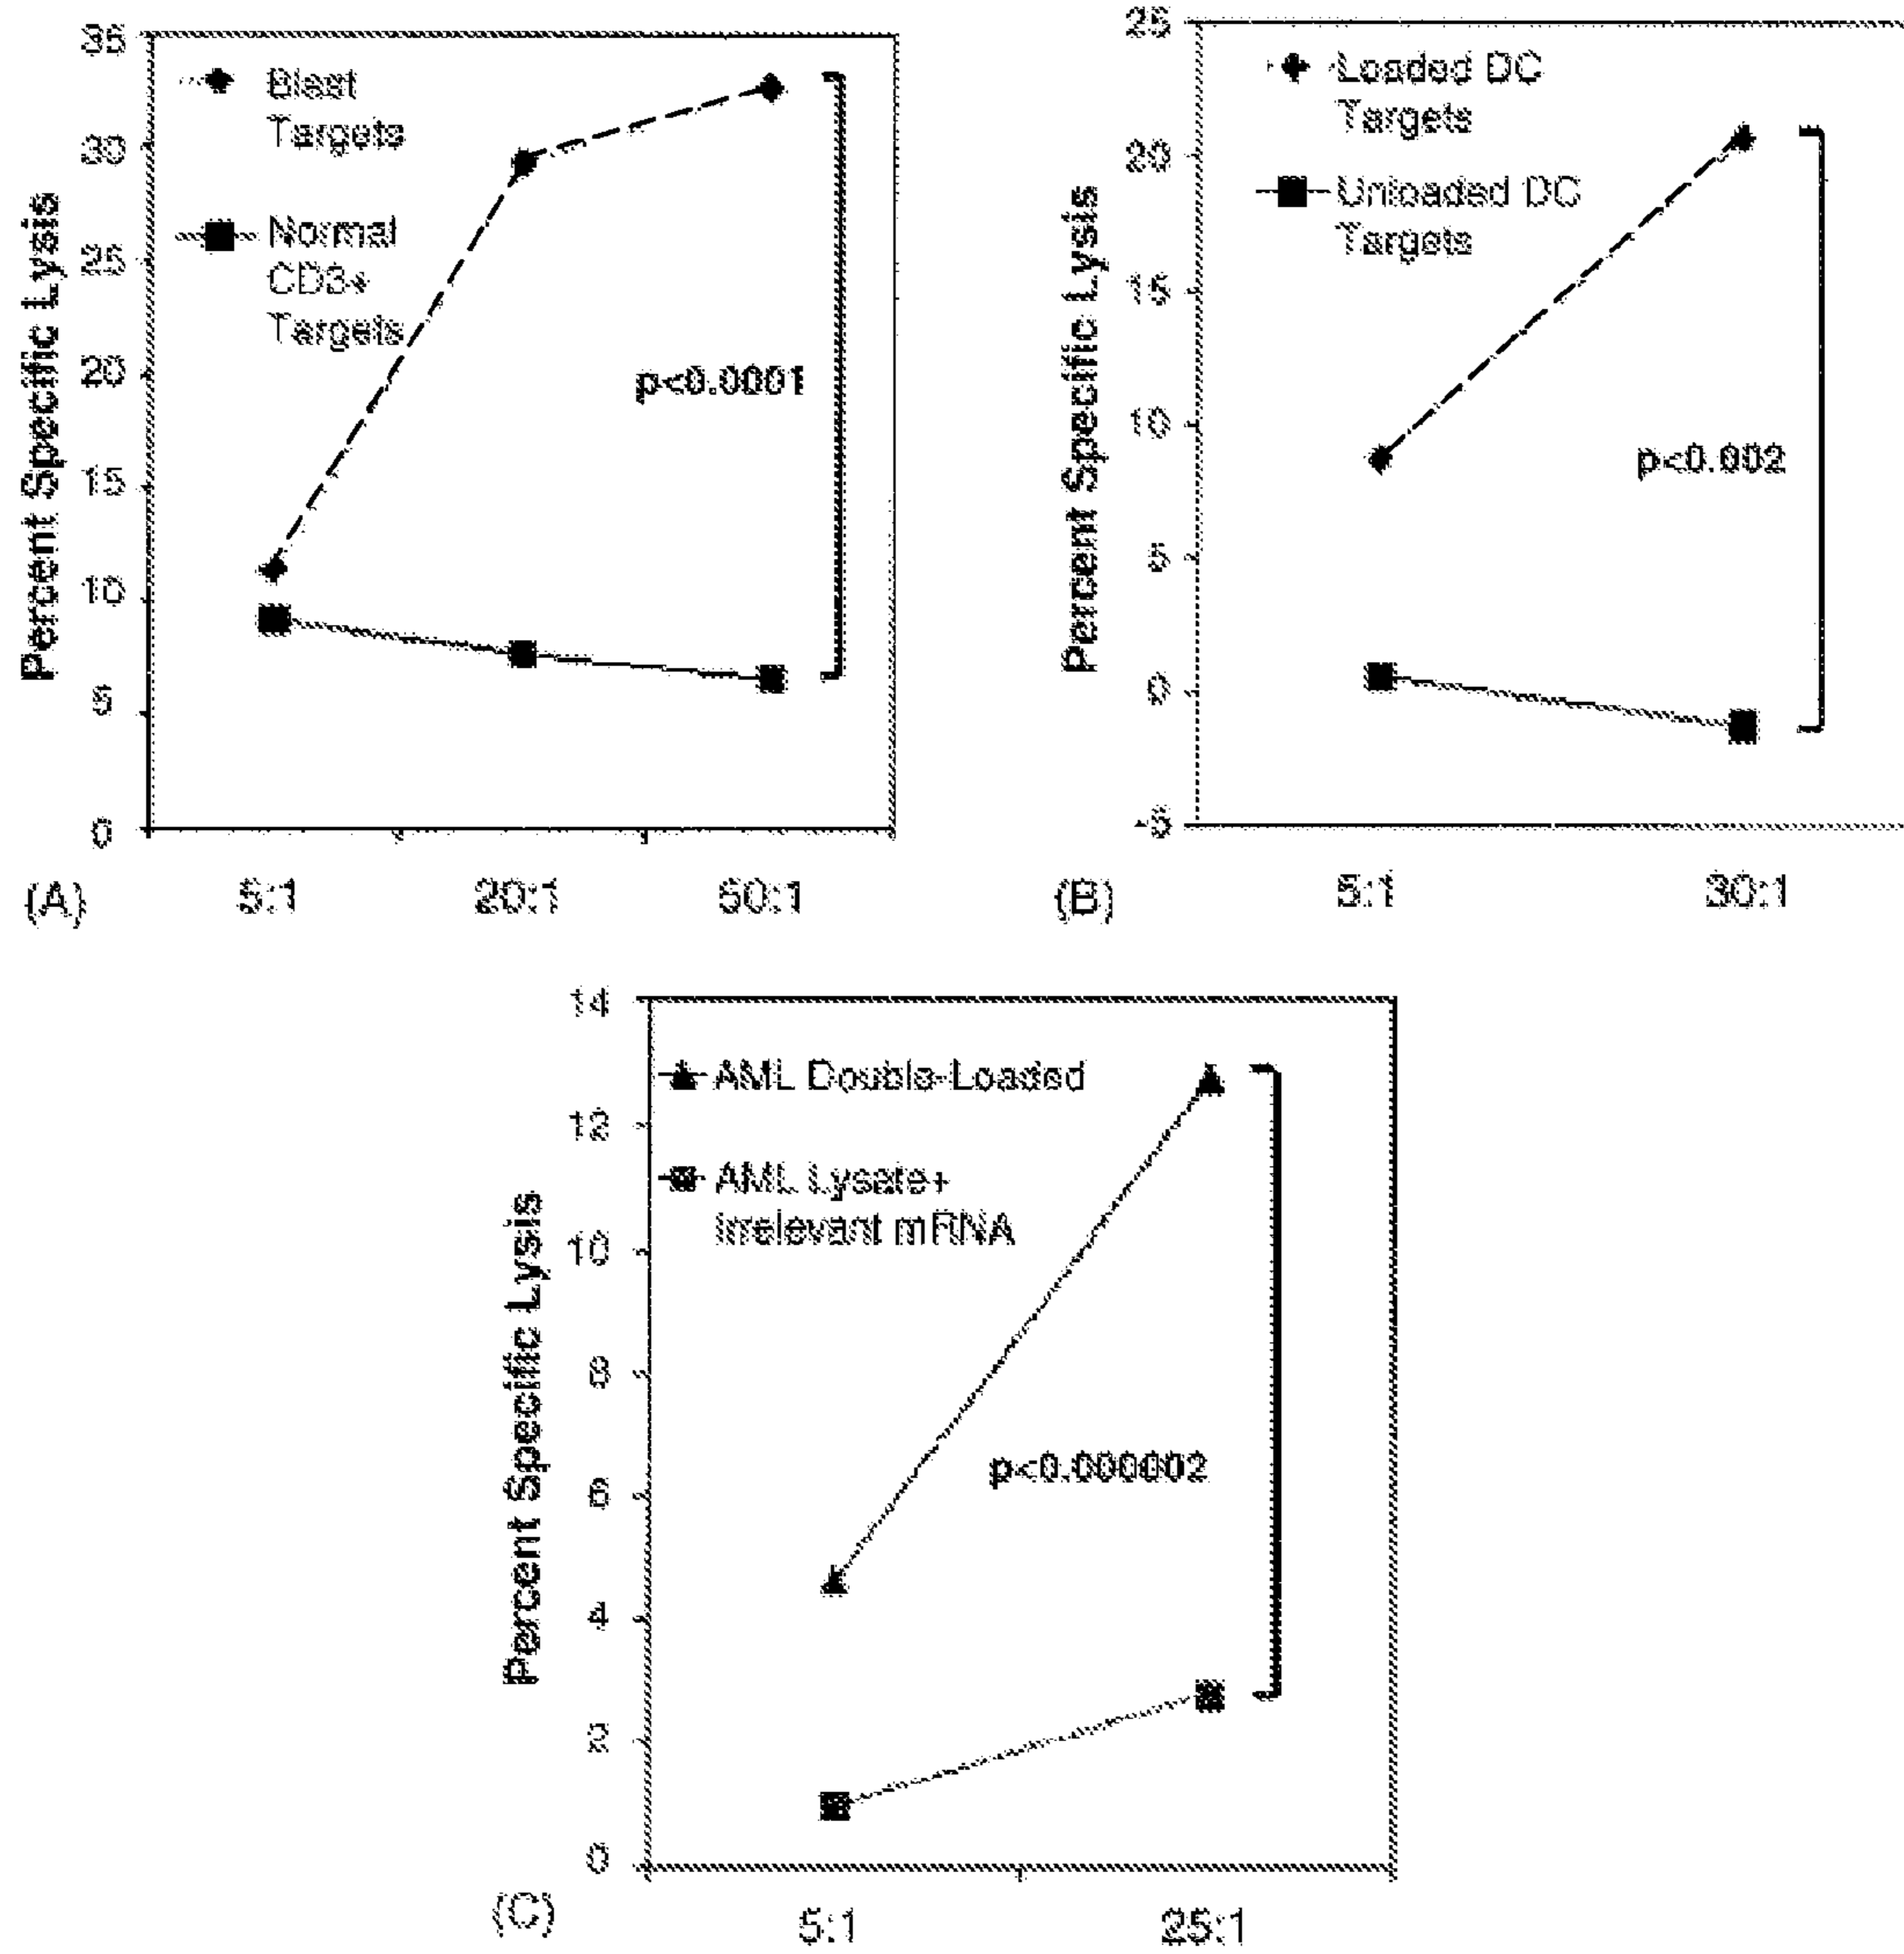 Percent Specific Lysis
35
30
25
20
15
10
5
0
Blast
Targets
Normal
CD3+
Targets
p<0.0001
(A)
5:1
20:1
50:1
Percent Specific Lysis
25
20
15
10
5
0
-5
Loaded DC
Targets
Unloaded DC
Targets
p<0.002
(B)
5:1
30:1
Percent Specific Lysis
14
12
10
8
6
4
2
0
AML Double-Loaded
AML Lysate+
Irrelevant mRNA
p<0.000002
(C)
5:1
25:1